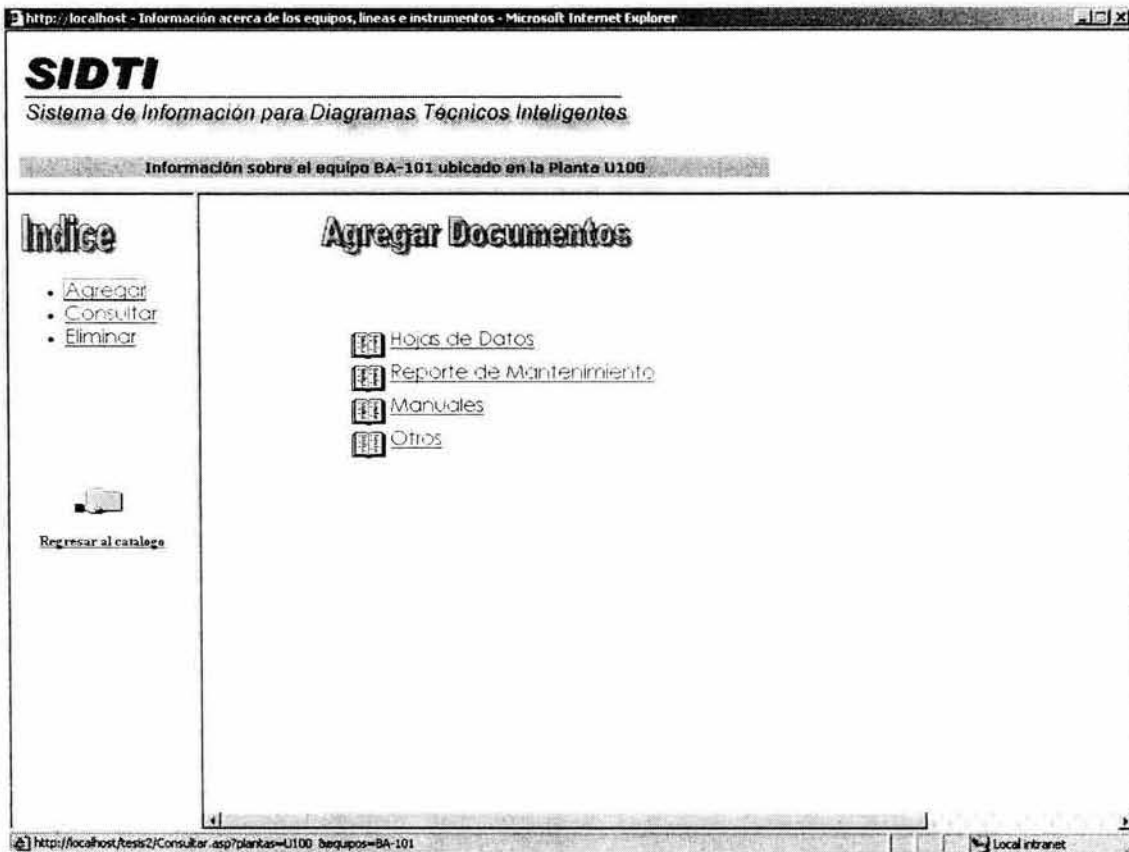 http://localhost - Información acerca de los equipos, lineas e instrumentos - Microsoft Internet Explorer
SIDTI
Sistema de Información para Diagramas Técnicos Inteligentes
Información sobre el equipo BA-101 ubicado en la Planta U100
Indice
Agregar
Consultar
Eliminar
Regresar al catalogo
Agregar Documentos
Hojas de Datos
Reporte de Mantenimiento
Manuales
Otros
http://localhost/tesis2/Consultar.asp?plantas=U100 &equipos=BA-101
Local intranet